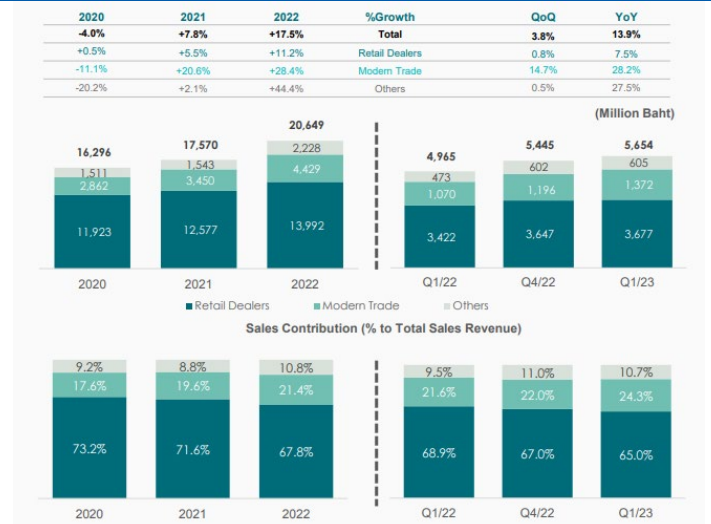 2020 2021 2022 %Growth QoQ YoY
-4.0% +7.8% +17.5% Total 3.8% 13.9%
+0.5% +5.5% +11.2% Retail Dealers 0.8% 7.5%
-11.1% +20.6% +28.4% Modern Trade 14.7% 28.2%
-20.2% +2.1% +44.4% Others 0.5% 27.5%
(Million Baht)
16,296 17,570 20,649 4,965 5,445 5,654
1,511 1,543 2,228 473 602 605
2,862 3,450 4,429 1,070 1,196 1,372
11,923 12,577 13,992 3,422 3,647 3,677
2020 2021 2022 Q1/22 Q4/22 Q1/23
Retail Dealers Modern Trade Others
Sales Contribution (% to Total Sales Revenue)
9.2% 8.8% 10.8% 9.5% 11.0% 10.7%
17.6% 19.6% 21.4% 21.6% 22.0% 24.3%
73.2% 71.6% 67.8% 68.9% 67.0% 65.0%
2020 2021 2022 Q1/22 Q4/22 Q1/23